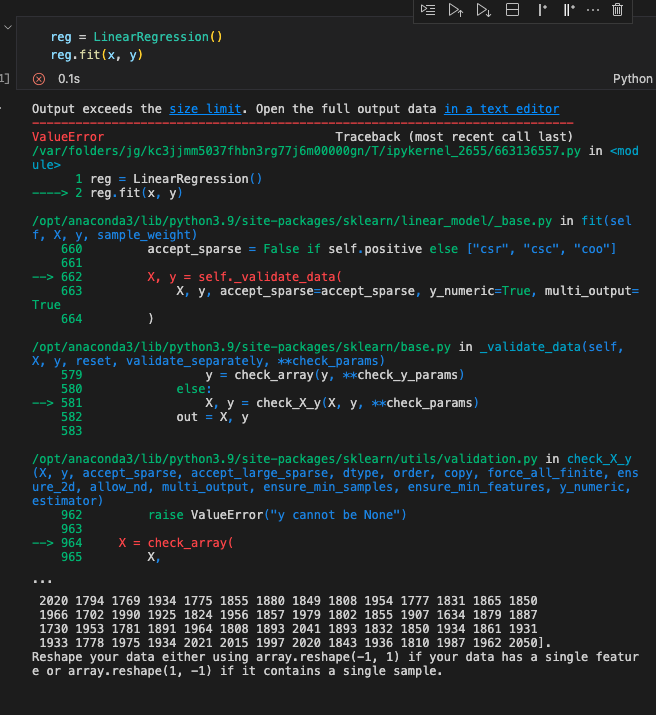 reg = LinearRegression()
reg.fit(x, y)
1]
0.1s
Python
Output exceeds the size limit. Open the full output data in a text editor
---------------------------------------------------------------------------
ValueError                                Traceback (most recent call last)
/var/folders/jg/kc3jjmm5037fhbn3rg77j6m00000gn/T/ipykernel_2655/663136557.py in <mod
ule>
      1 reg = LinearRegression()
----> 2 reg.fit(x, y)
/opt/anaconda3/lib/python3.9/site-packages/sklearn/linear_model/_base.py in fit(sel
f, X, y, sample_weight)
    660         accept_sparse = False if self.positive else ["csr", "csc", "coo"]
    661
--> 662         X, y = self._validate_data(
    663             X, y, accept_sparse=accept_sparse, y_numeric=True, multi_output=
True
    664         )
/opt/anaconda3/lib/python3.9/site-packages/sklearn/base.py in _validate_data(self,
X, y, reset, validate_separately, **check_params)
    579                 y = check_array(y, **check_y_params)
    580             else:
--> 581                 X, y = check_X_y(X, y, **check_params)
    582             out = X, y
    583
/opt/anaconda3/lib/python3.9/site-packages/sklearn/utils/validation.py in check_X_y
(X, y, accept_sparse, accept_large_sparse, dtype, order, copy, force_all_finite, ens
ure_2d, allow_nd, multi_output, ensure_min_samples, ensure_min_features, y_numeric,
estimator)
    962         raise ValueError("y cannot be None")
    963
--> 964     X = check_array(
    965         X,
...
 2020 1794 1769 1934 1775 1855 1880 1849 1808 1954 1777 1831 1865 1850
 1966 1702 1990 1925 1824 1956 1857 1979 1802 1855 1907 1634 1879 1887
 1730 1953 1781 1891 1964 1808 1893 2041 1893 1832 1850 1934 1861 1931
 1933 1778 1975 1934 2021 2015 1997 2020 1843 1936 1810 1987 1962 2050].
Reshape your data either using array.reshape(-1, 1) if your data has a single featur
e or array.reshape(1, -1) if it contains a single sample.